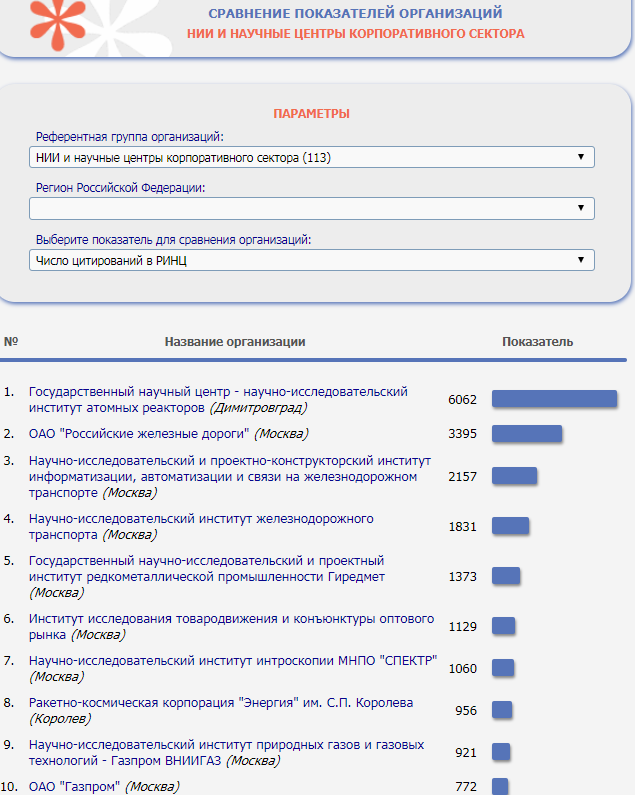 СРАВНЕНИЕ ПОКАЗАТЕЛЕЙ ОРГАНИЗАЦИЙ
НИИ И НАУЧНЫЕ ЦЕНТРЫ КОРПОРАТИВНОГО СЕКТОРА
ПАРАМЕТРЫ
Референтная группа организаций:
НИИ и научные центры корпоративного сектора (113)
Регион Российской Федерации:
Выберите показатель для сравнения организаций:
Число цитирований в РИНЦ
№ Название организации Показатель
1. Государственный научный центр - научно-исследовательский
институт атомных реакторов (Димитровград) 6062
2. ОАО "Российские железные дороги" (Москва) 3395
3. Научно-исследовательский и проектно-конструкторский институт
информатизации, автоматизации и связи на железнодорожном 2157
транспорте (Москва)
4. Научно-исследовательский институт железнодорожного
транспорта (Москва) 1831
5. Государственный научно-исследовательский и проектный
институт редкометаллической промышленности Гиредмет 1373
(Москва)
6. Институт исследования товародвижения и конъюнктуры оптового
рынка (Москва) 1129
7. Научно-исследовательский институт интроскопии МНПО "СПЕКТР"
(Москва) 1060
8. Ракетно-космическая корпорация "Энергия" им. С.П. Королева
(Королев) 956
9. Научно-исследовательский институт природных газов и газовых
технологий - Газпром ВНИИГАЗ (Москва) 921
10. ОАО "Газпром" (Москва) 772